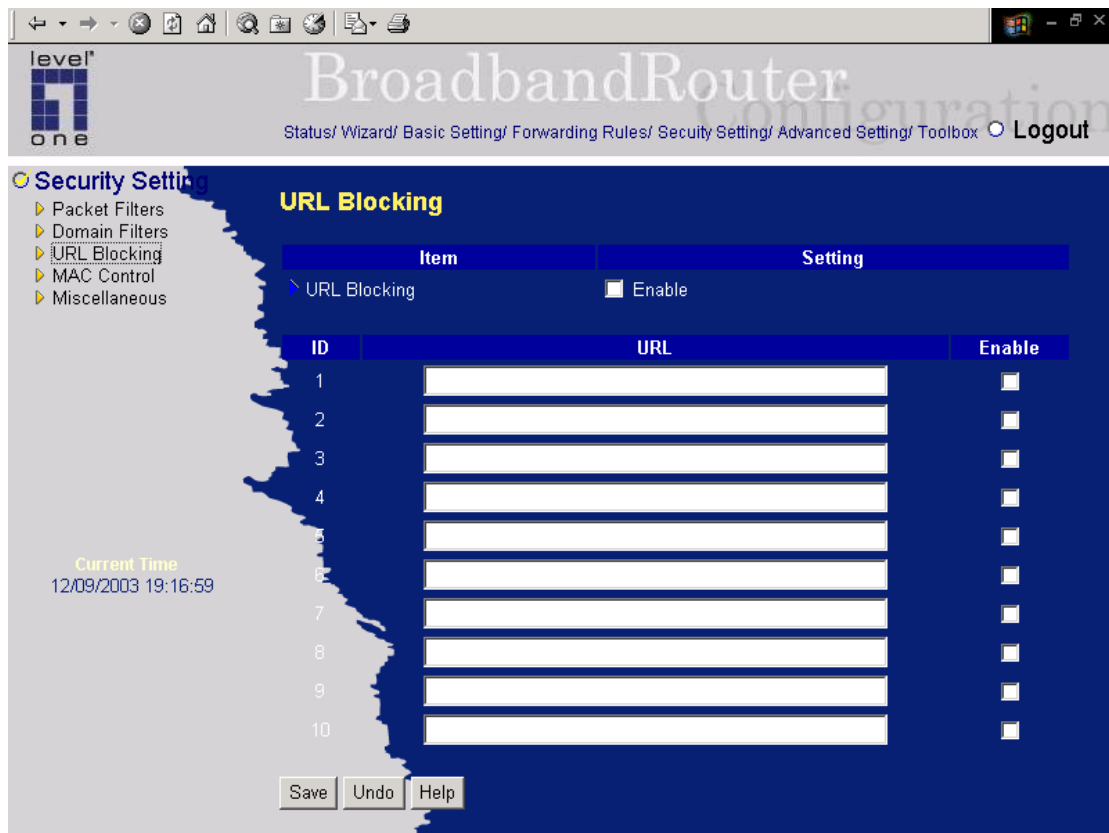 level
one
BroadbandRouter
Configuration
Status/ Wizard/ Basic Setting/ Forwarding Rules/ Secuity Setting/ Advanced Setting/ Toolbox Logout
Security Setting
Packet Filters
Domain Filters
URL Blocking
MAC Control
Miscellaneous
Current Time
12/09/2003 19:16:59
URL Blocking
Item Setting
URL Blocking Enable
ID URL Enable
1
2
3
4
5
6
7
8
9
10
Save Undo Help